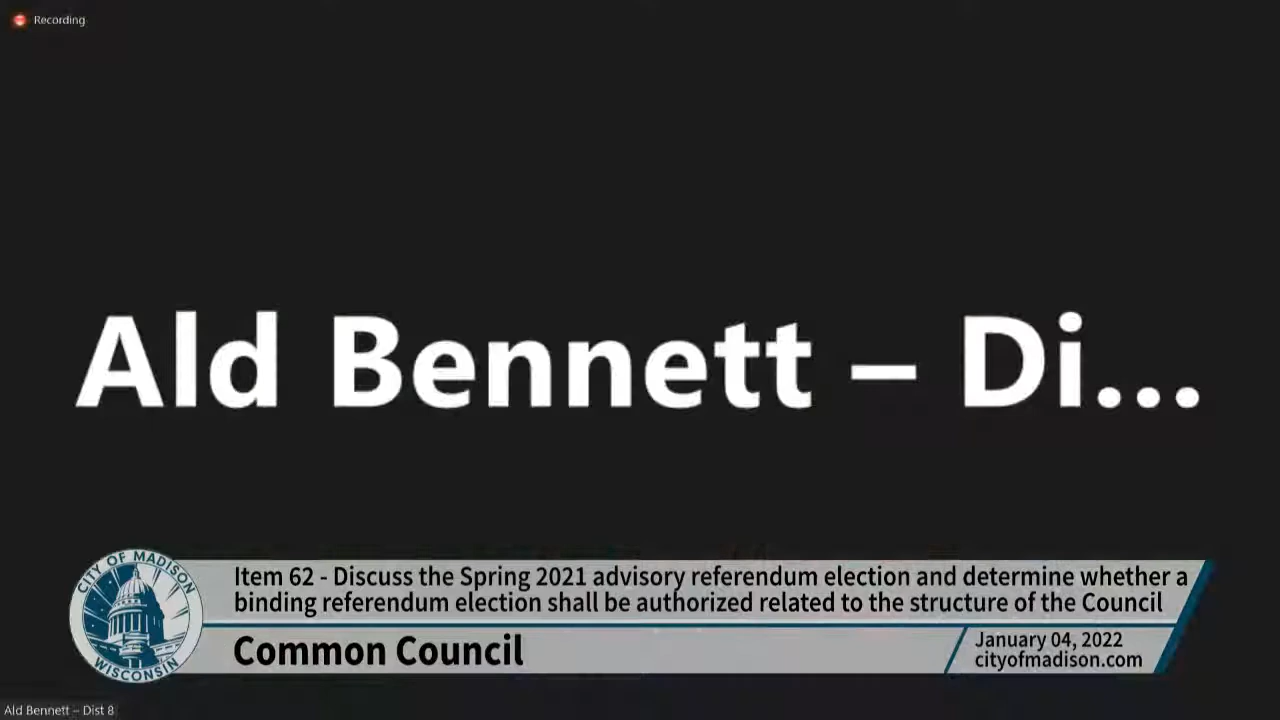 Recording
Ald Bennett – Di...
CITY OF MADISON
WISCONSIN
Item 62 - Discuss the Spring 2021 advisory referendum election and determine whether a
binding referendum election shall be authorized related to the structure of the Council
Common Council
January 04, 2022
cityofmadison.com
Ald Bennett – Dist 8